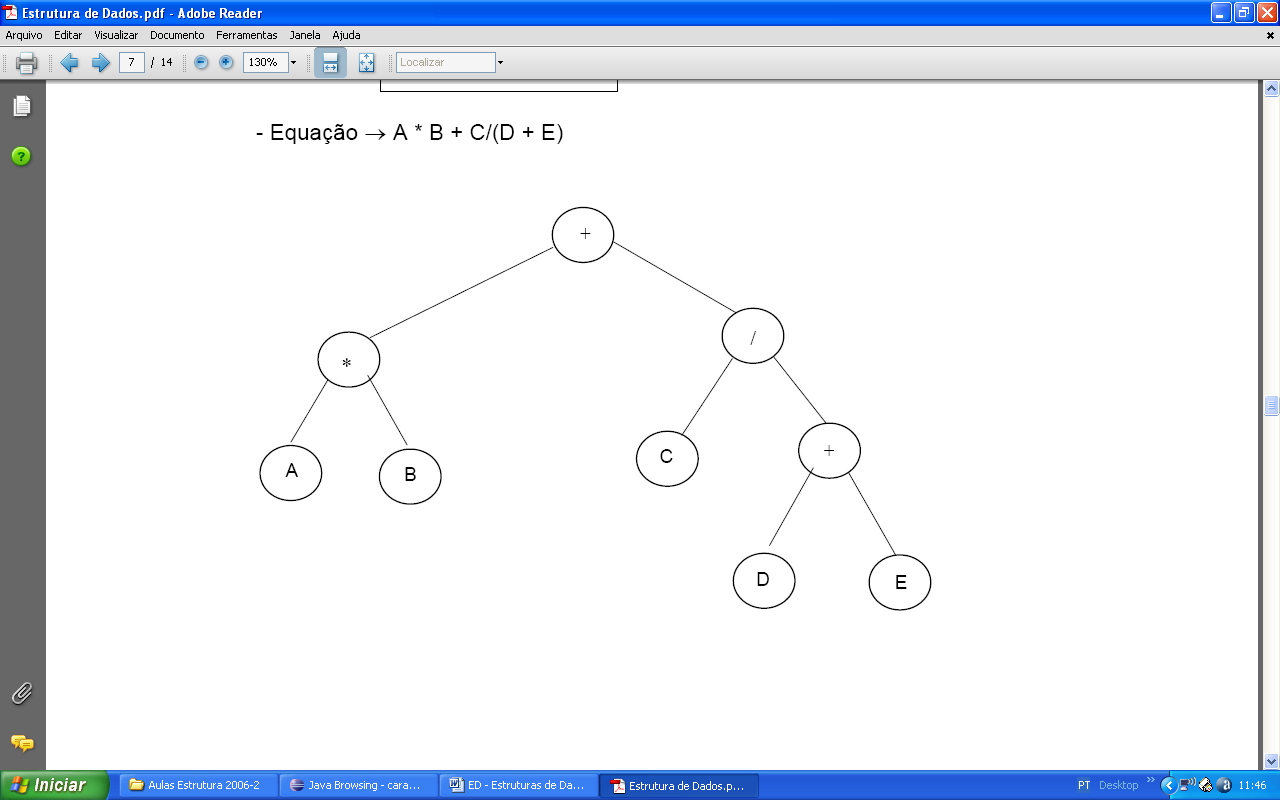 Estrutura de Dados.pdf - Adobe Reader
Arquivo Editar Visualizar Documento Ferramentas Janela Ajuda
7 / 14 130% Localizar
- Equação → A * B + C/(D + E)
+
/
*
+
C
A
B
D
E
Iniciar Aulas Estrutura 2006-2 Java Browsing - cara... ED - Estruturas de Da... Estrutura de Dados.p... PT Desktop 11:46